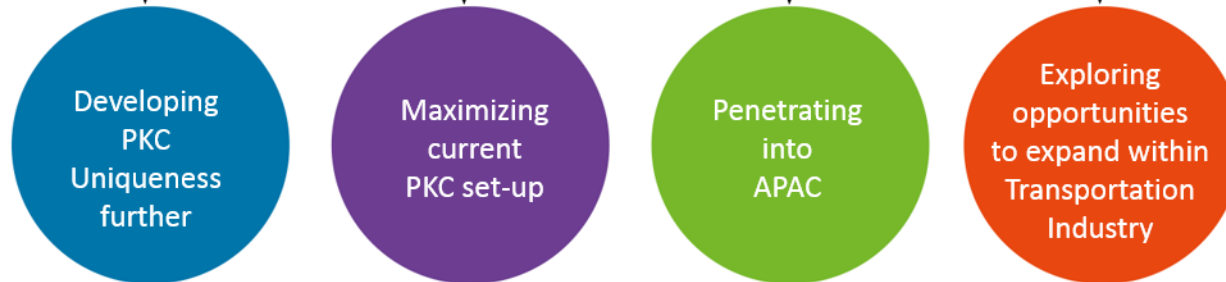 Developing
PKC
Uniqueness
further
Maximizing
current
PKC set-up
Penetrating
into
APAC
Exploring
opportunities
to expand within
Transportation
Industry